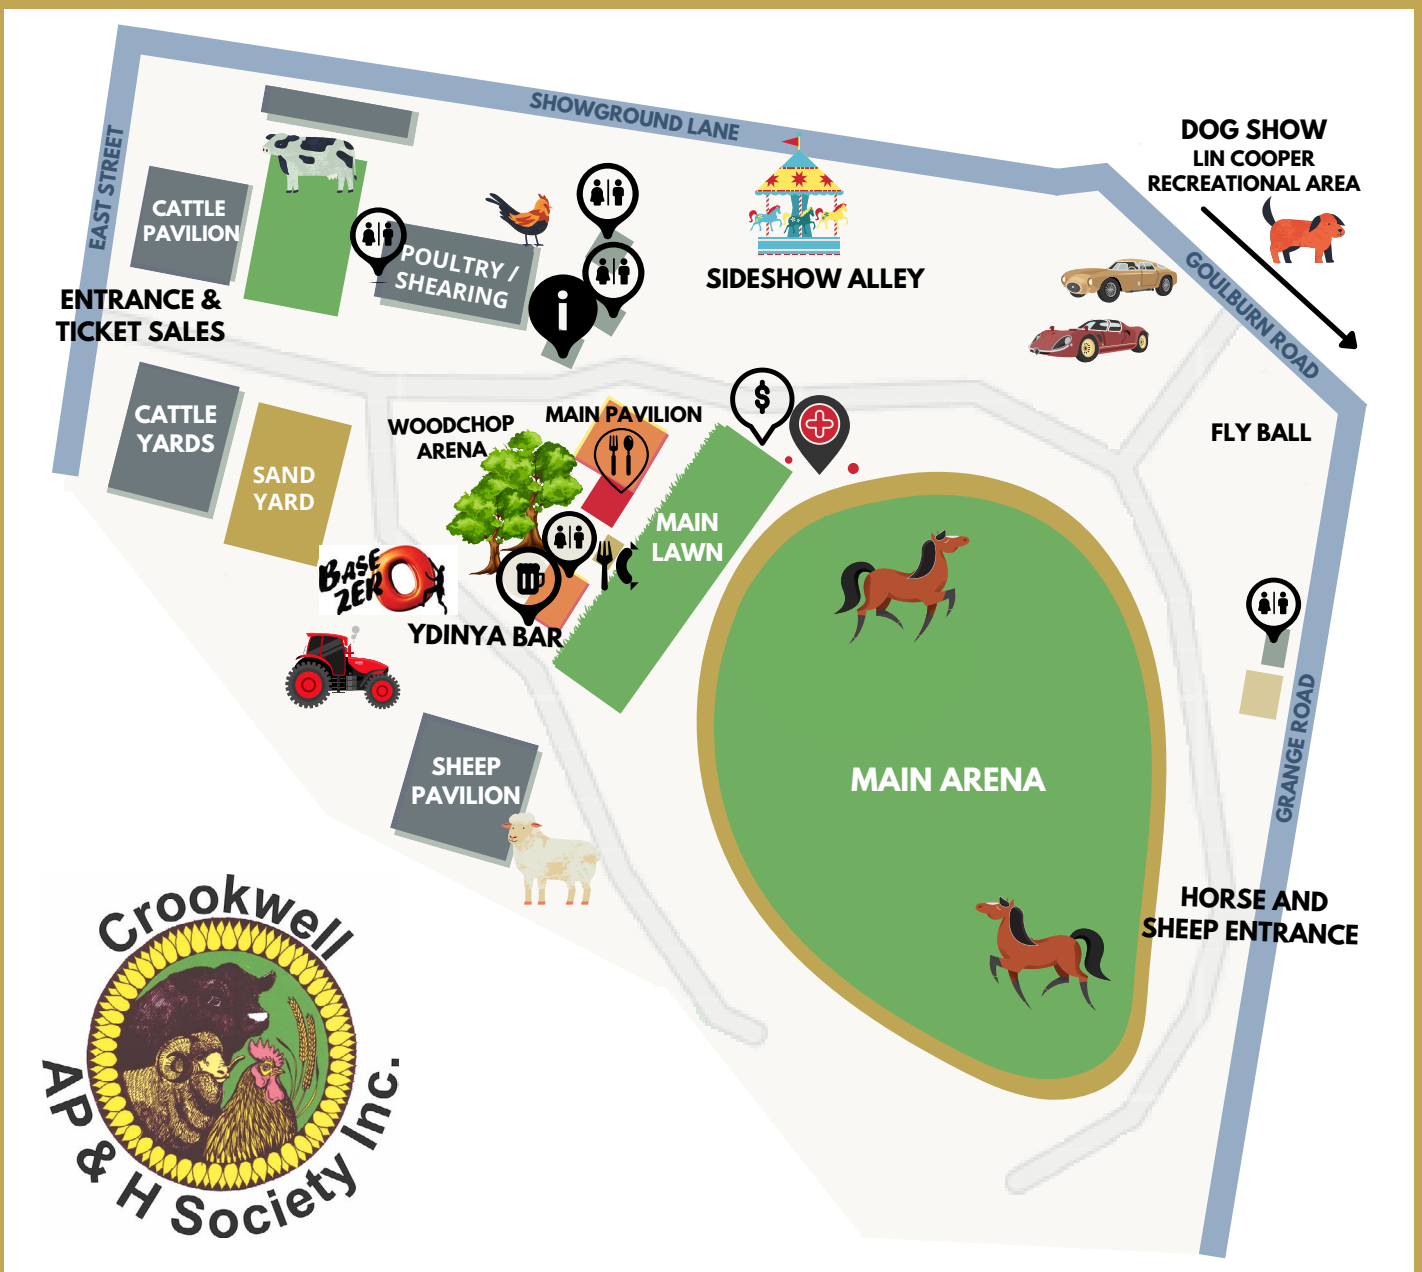 SHOWGROUND LANE
EAST STREET
DOG SHOW
LIN COOPER
RECREATIONAL AREA
CATTLE
PAVILION
POULTRY /
SHEARING
i
SIDESHOW ALLEY
GOULBURN ROAD
ENTRANCE &
TICKET SALES
$
CATTLE
YARDS
SAND
YARD
WOODCHOP
ARENA
MAIN PAVILION
FLY BALL
MAIN
LAWN
BASE
ZERO
YDINYA BAR
MAIN ARENA
GRANGE ROAD
SHEEP
PAVILION
HORSE AND
SHEEP ENTRANCE
Crookwell
AP & H Society Inc.